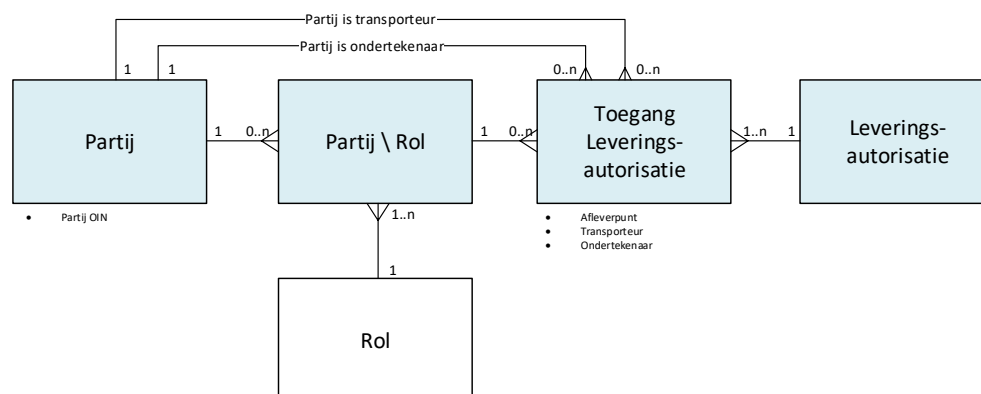 Partij is transporteur
Partij is ondertekenaar
1
1
0..n
0..n
Partij
1
0..n
Partij \ Rol
1
0..n
Toegang
Leverings-
autorisatie
1..n
1
Leverings-
autorisatie
• Partij OIN
1..n
• Afleverpunt
• Transporteur
• Ondertekenaar
1
Rol